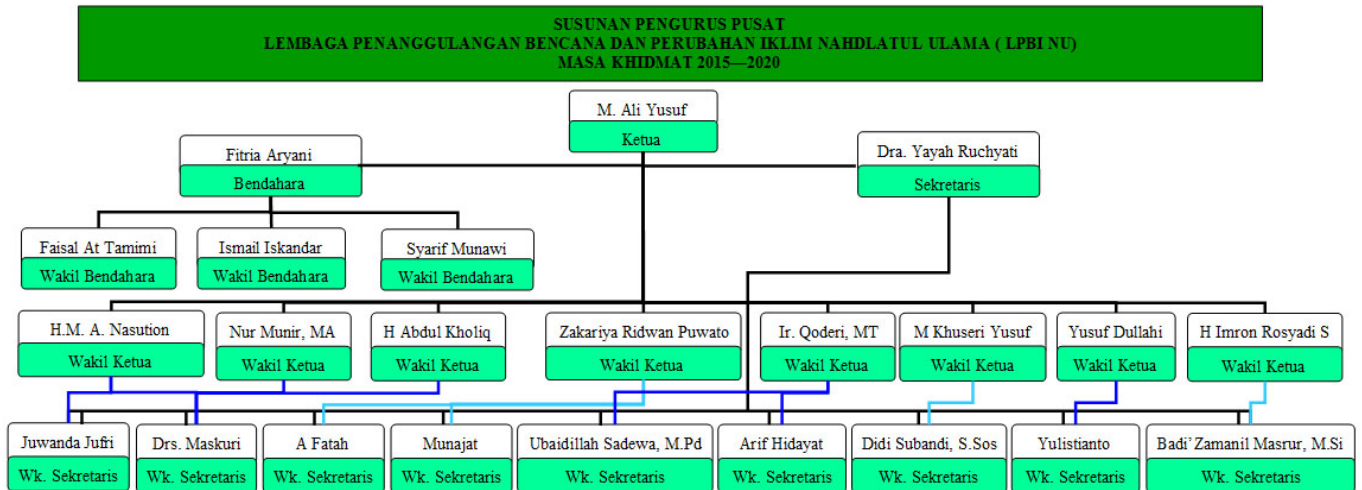 SUSUNAN PENGURUS PUSAT
LEMBAGA PENANGGULANGAN BENCANA DAN PERUBAHAN IKLIM NAHDLATUL ULAMA ( LPBI NU)
MASA KHIDMAT 2015—2020
M. Ali Yusuf
Ketua
Fitria Aryani
Bendahara
Dra. Yayah Ruchyati
Sekretaris
Faisal At Tamimi
Wakil Bendahara
Ismail Iskandar
Wakil Bendahara
Syarif Munawi
Wakil Bendahara
H.M. A. Nasution
Wakil Ketua
Nur Munir, MA
Wakil Ketua
H Abdul Kholiq
Wakil Ketua
Zakariya Ridwan Puwato
Wakil Ketua
Ir. Qoderi, MT
Wakil Ketua
M Khuseri Yusuf
Wakil Ketua
Yusuf Dullahi
Wakil Ketua
H Imron Rosyadi S
Wakil Ketua
Juwanda Jufri
Wk. Sekretaris
Drs. Maskuri
Wk. Sekretaris
A Fatah
Wk. Sekretaris
Munajat
Wk. Sekretaris
Ubaidillah Sadewa, M.Pd
Wk. Sekretaris
Arif Hidayat
Wk. Sekretaris
Didi Subandi, S.Sos
Wk. Sekretaris
Yulistianto
Wk. Sekretaris
Badi’ Zamanil Masrur, M.Si
Wk. Sekretaris